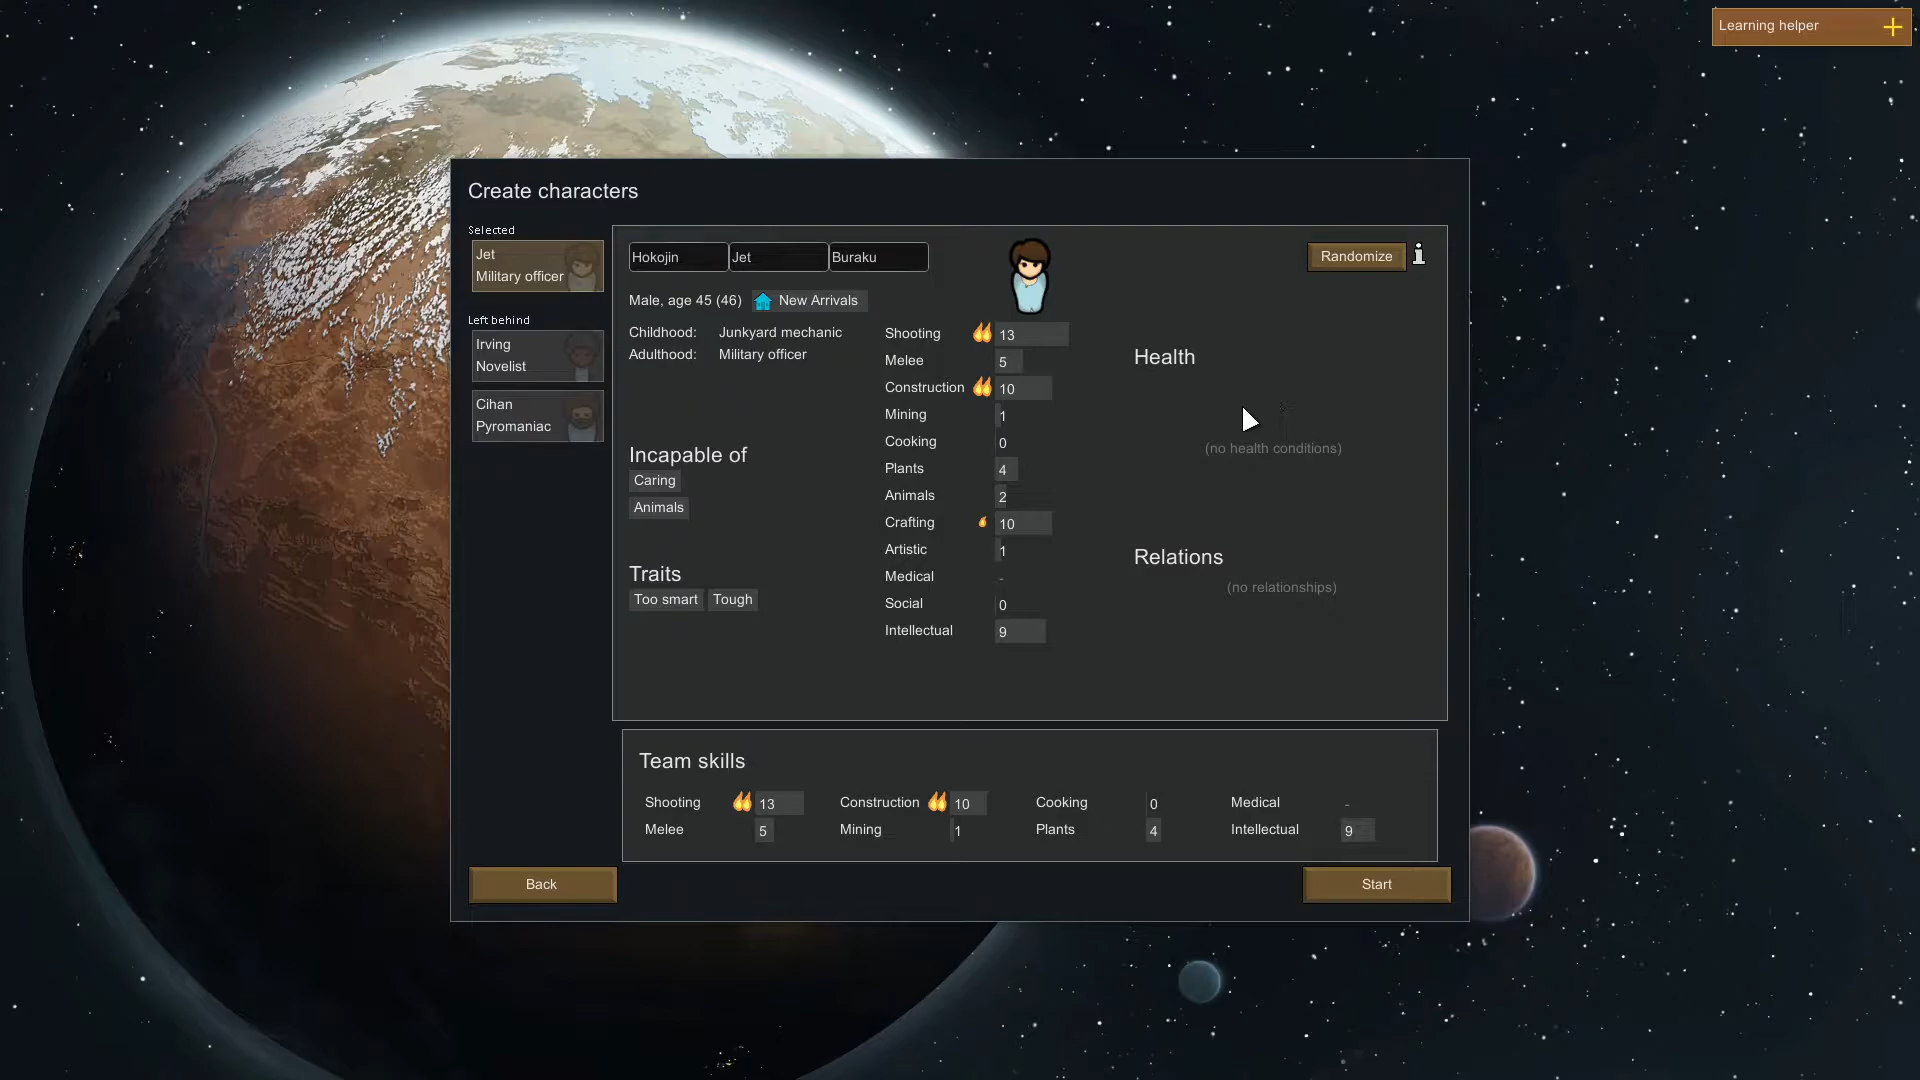 Learning helper
Create characters
Selected
Jet
Military officer
Left behind
Irving
Novelist
Cihan
Pyromaniac
Hokojin Jet Buraku
Randomize
Male, age 45 (46) New Arrivals
Childhood: Junkyard mechanic
Adulthood: Military officer
Incapable of
Caring
Animals
Traits
Too smart Tough
Shooting 13
Melee 5
Construction 10
Mining 1
Cooking 0
Plants 4
Animals 2
Crafting 10
Artistic 1
Medical -
Social 0
Intellectual 9
Health
(no health conditions)
Relations
(no relationships)
Team skills
Shooting 13 Construction 10 Cooking 0 Medical -
Melee 5 Mining 1 Plants 4 Intellectual 9
Back
Start